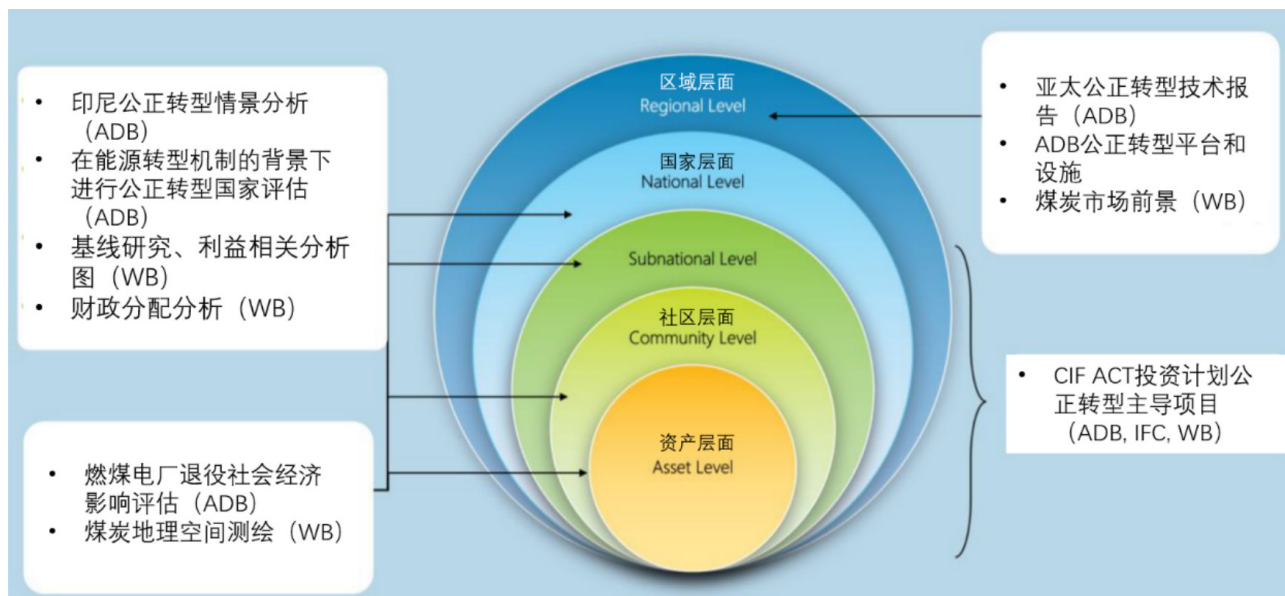 • 印尼公正转型情景分析
（ADB）
• 在能源转型机制的背景下
进行公正转型国家评估
（ADB）
• 基线研究、利益相关分析
图（WB）
• 财政分配分析（WB）
• 燃煤电厂退役社会经济
影响评估（ADB）
• 煤炭地理空间测绘（WB）
区域层面
Regional Level
国家层面
National Level
Subnational Level
社区层面
Community Level
资产层面
Asset Level
• 亚太公正转型技术报
告（ADB）
• ADB公正转型平台和
设施
• 煤炭市场前景（WB）
• CIF ACT投资计划公
正转型主导项目
（ADB, IFC, WB）